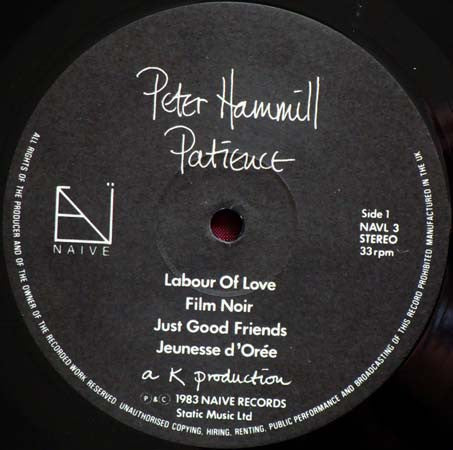 Peter Hammill
Patience
NAIVE
Side 1
NAVL 3
STEREO
33rpm
Labour Of Love
Film Noir
Just Good Friends
Jeunesse d'Orée
a K production
P & C 1983 NAIVE RECORDS
Static Music Ltd
ALL RIGHTS OF THE PRODUCER AND OF THE OWNER OF THE RECORDED WORK RESERVED. UNAUTHORISED COPYING, HIRING, RENTING, PUBLIC PERFORMANCE AND BROADCASTING OF THIS RECORD PROHIBITED MANUFACTURED IN THE UK